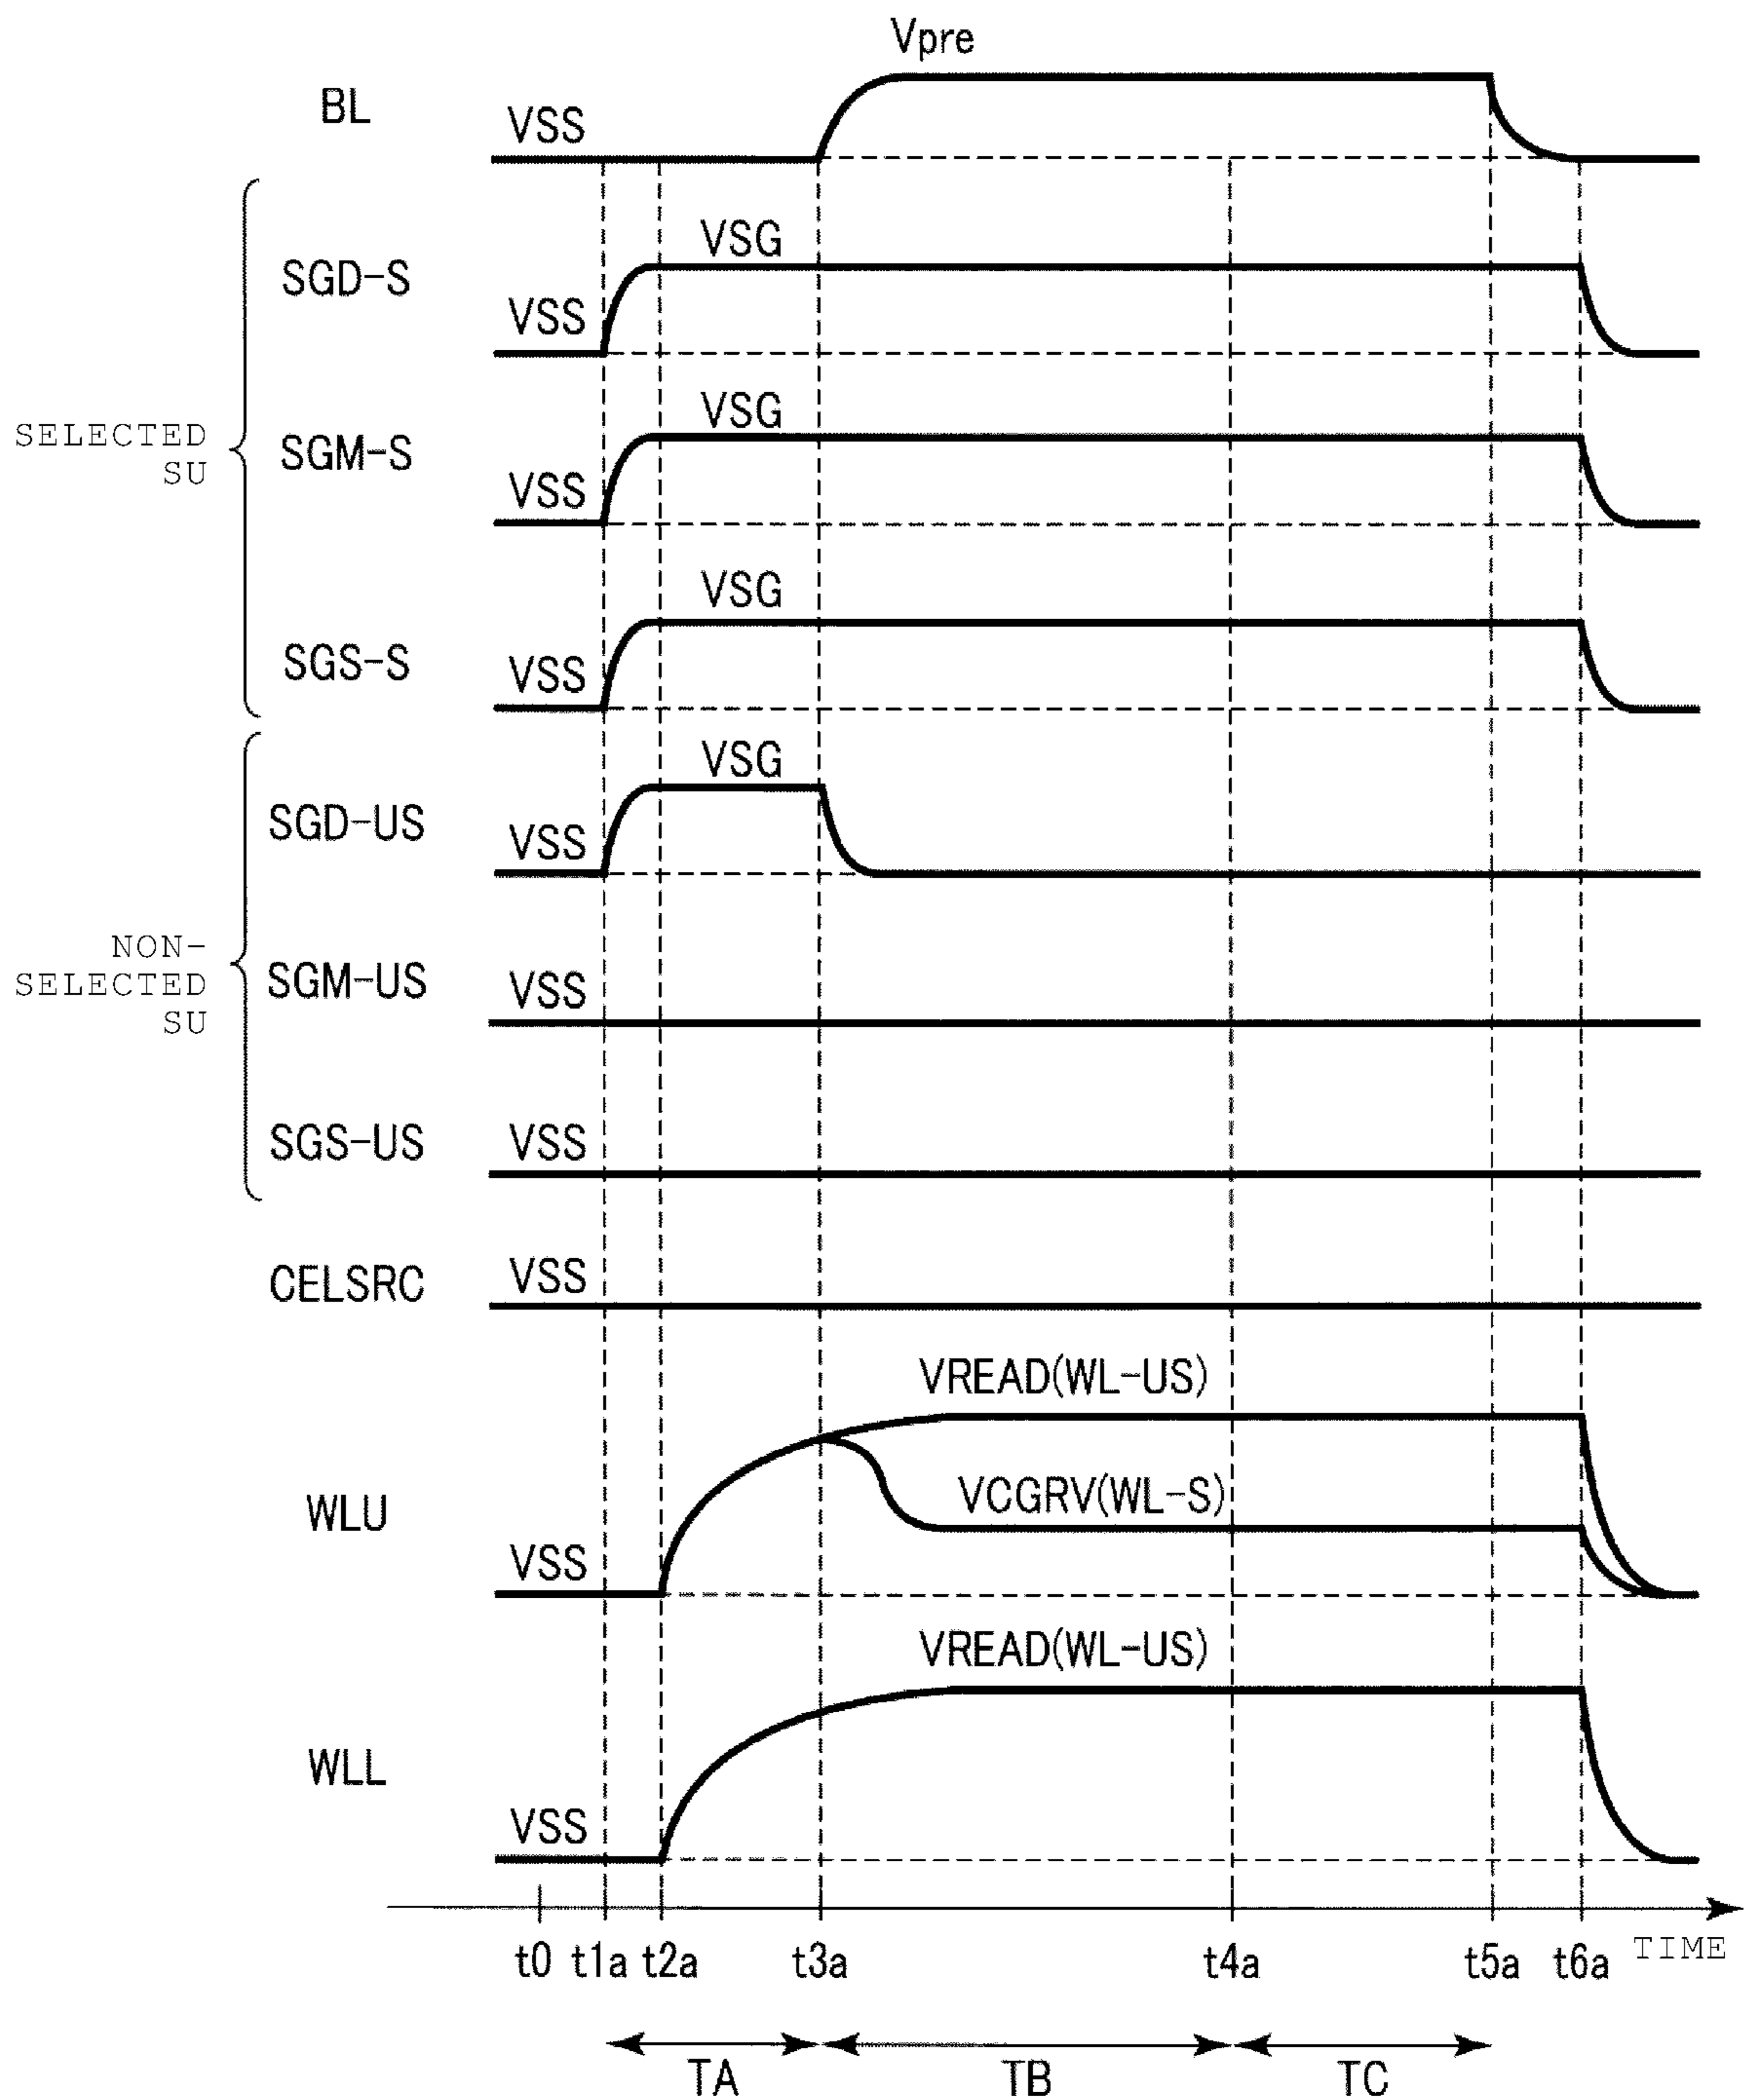 Vpre
BL
VSS
VSG
SGD-S
VSS
VSG
SELECTED
SU
SGM-S
VSS
VSG
SGS-S
VSS
VSG
SGD-US
VSS
NON-
SELECTED
SU
SGM-US
VSS
SGS-US
VSS
CELSRC
VSS
VREAD(WL-US)
VCGRV(WL-S)
WLU
VSS
VREAD(WL-US)
WLL
VSS
t0 t1a t2a t3a t4a t5a t6a TIME
TA TB TC